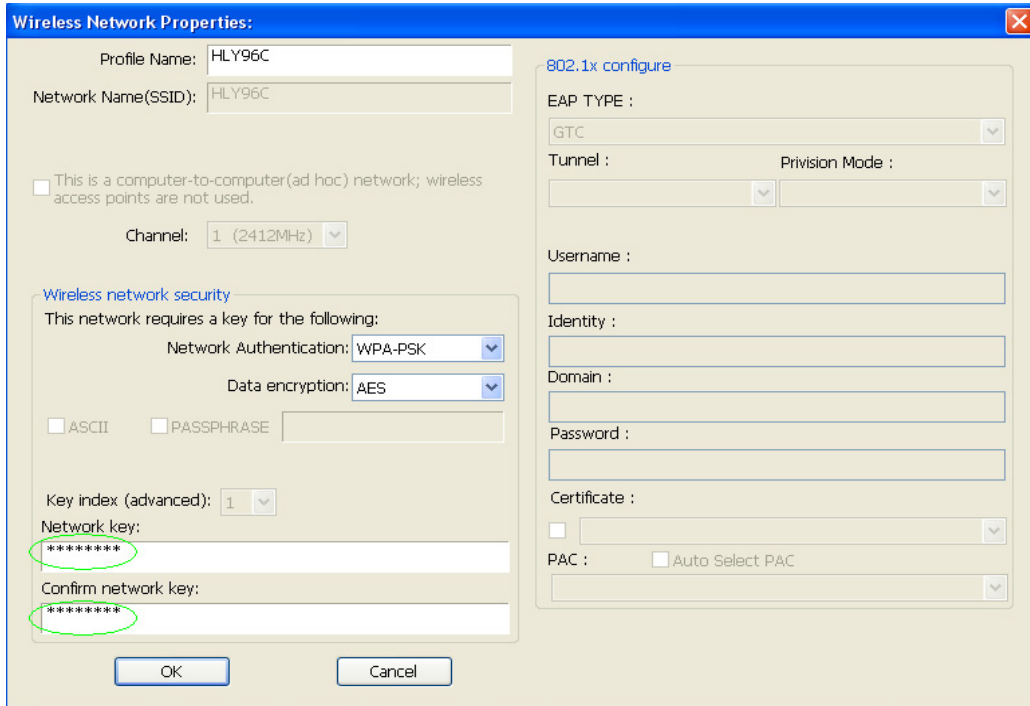 Wireless Network Properties:
Profile Name: HLY96C
Network Name(SSID): HLY96C
This is a computer-to-computer(ad hoc) network; wireless
access points are not used.
Channel: 1 (2412MHz)
Wireless network security
This network requires a key for the following:
Network Authentication: WPA-PSK
Data encryption: AES
ASCII PASSPHRASE
Key index (advanced): 1
Network key:
********
Confirm network key:
********
OK Cancel
802.1x configure
EAP TYPE :
GTC
Tunnel : Privision Mode :
Username :
Identity :
Domain :
Password :
Certificate :
PAC : Auto Select PAC